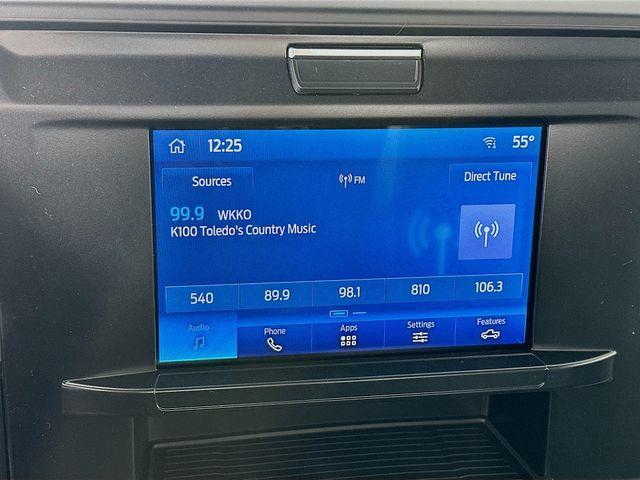 12:25 55°
Sources FM Direct Tune
99.9 WKKO
K100 Toledo's Country Music
540 89.9 98.1 810 106.3
Audio Phone Apps Settings Features